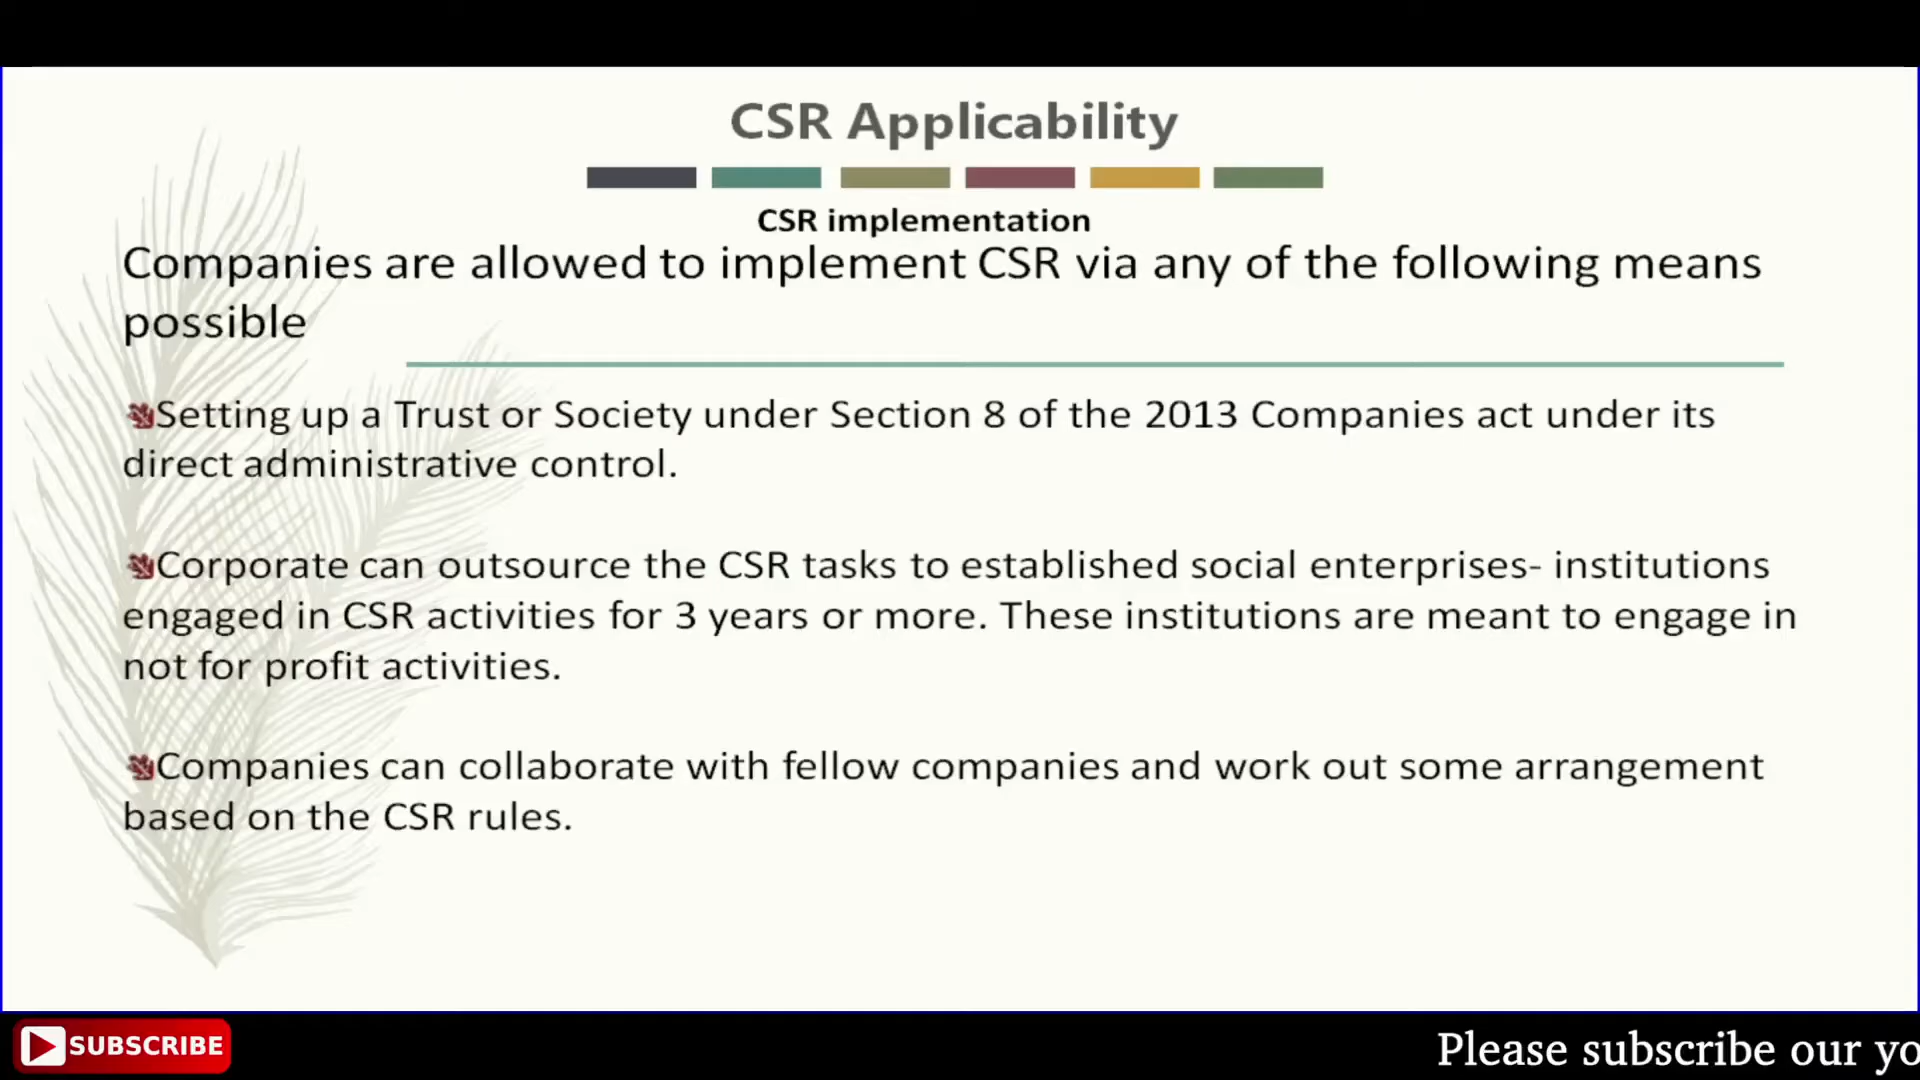 CSR Applicability
CSR implementation
Companies are allowed to implement CSR via any of the following means
possible
Setting up a Trust or Society under Section 8 of the 2013 Companies act under its
direct administrative control.
Corporate can outsource the CSR tasks to established social enterprises- institutions
engaged in CSR activities for 3 years or more. These institutions are meant to engage in
not for profit activities.
Companies can collaborate with fellow companies and work out some arrangement
based on the CSR rules.
SUBSCRIBE
Please subscribe our yo